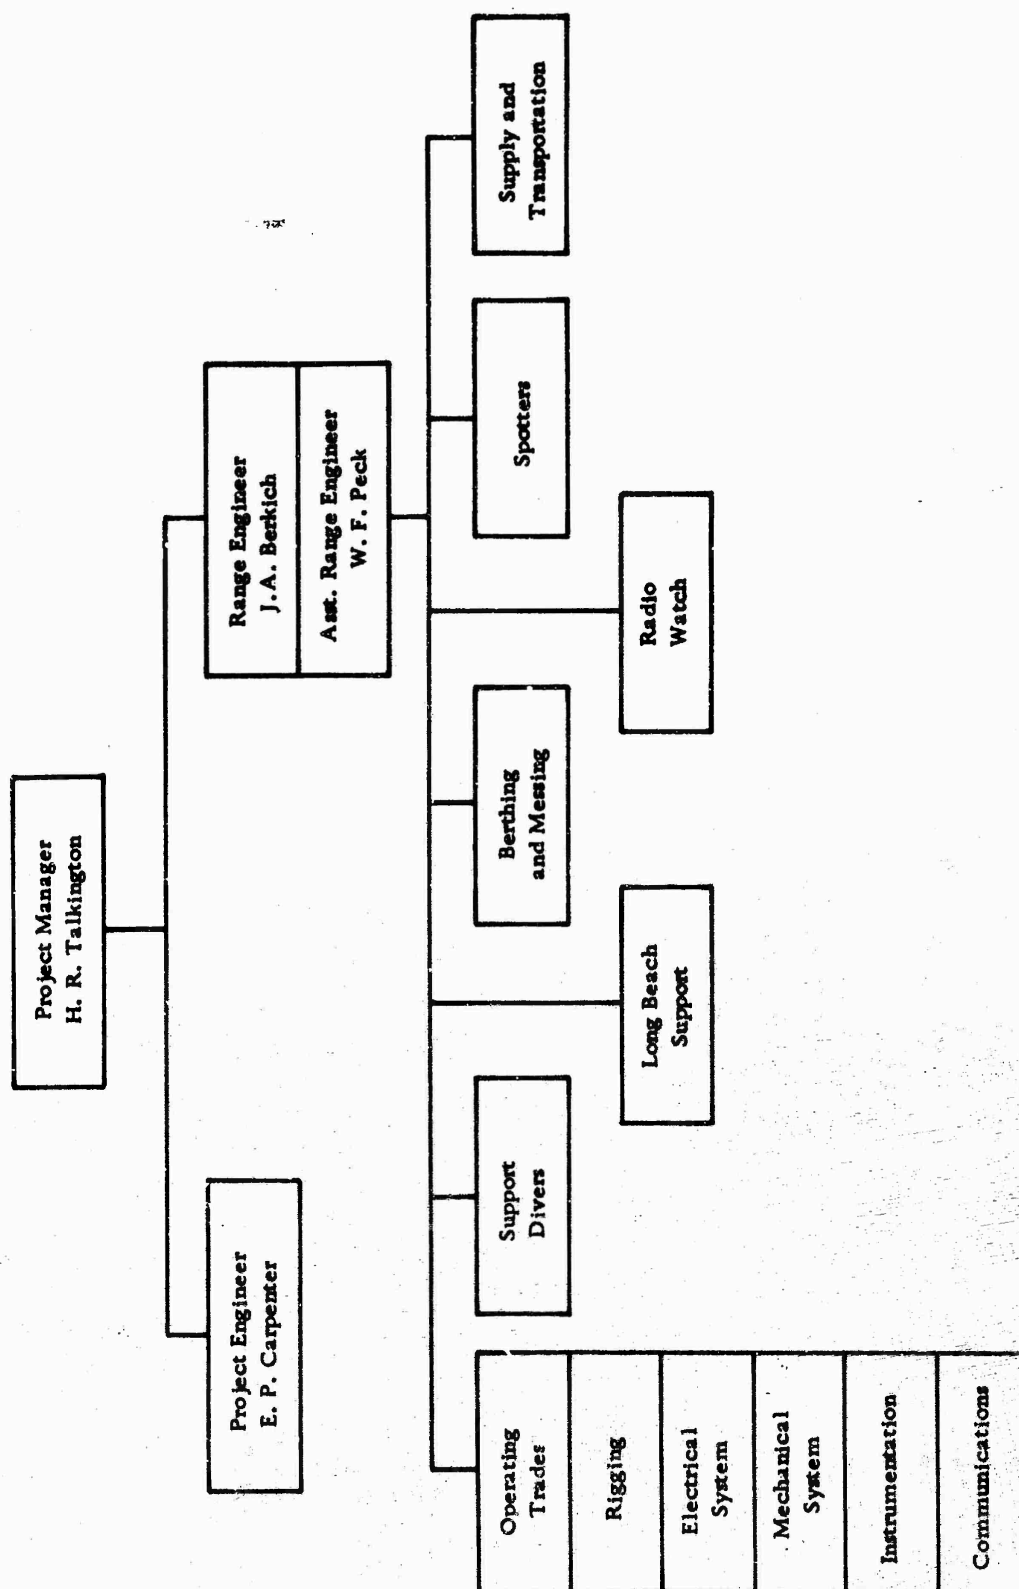 Project Manager
H. R. Talkington
Project Engineer
E. P. Carpenter
Range Engineer
J.A. Berkich
Asst. Range Engineer
W. F. Peck
Operating
Trades
Rigging
Electrical
System
Mechanical
System
Instrumentation
Communications
Support
Divers
Long Beach
Support
Berthing
and Messing
Radio
Watch
Spotters
Supply and
Transportation